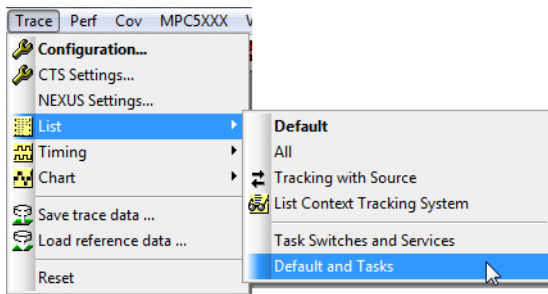 Trace Perf Cov MPC5XXX
Configuration...
CTS Settings...
NEXUS Settings...
List
Timing
Chart
Save trace data ...
Load reference data ...
Reset
Default
All
Tracking with Source
List Context Tracking System
Task Switches and Services
Default and Tasks